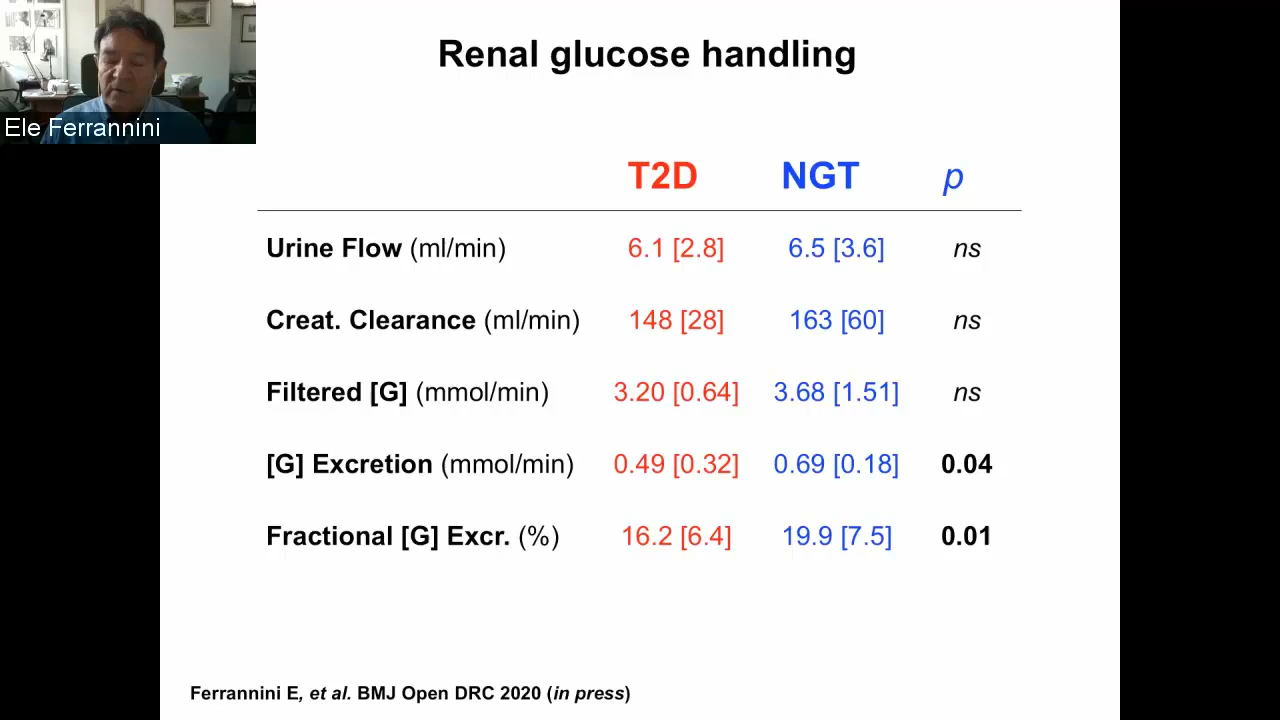 Renal glucose handling
Ele Ferrannini
T2D NGT p
Urine Flow (ml/min) 6.1 [2.8] 6.5 [3.6] ns
Creat. Clearance (ml/min) 148 [28] 163 [60] ns
Filtered [G] (mmol/min) 3.20 [0.64] 3.68 [1.51] ns
[G] Excretion (mmol/min) 0.49 [0.32] 0.69 [0.18] 0.04
Fractional [G] Excr. (%) 16.2 [6.4] 19.9 [7.5] 0.01
Ferrannini E, et al. BMJ Open DRC 2020 (in press)